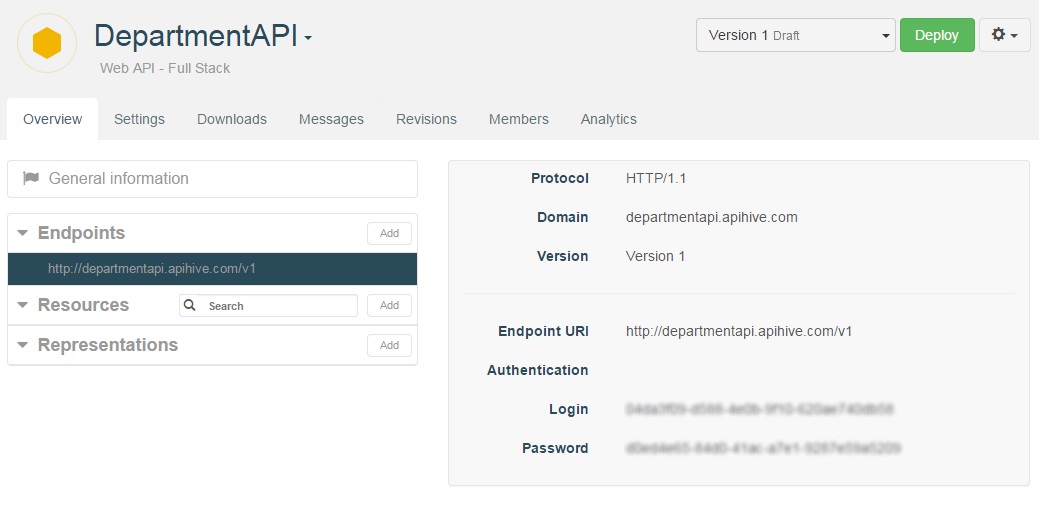 DepartmentAPI
Web API - Full Stack
Version 1 Draft
Deploy
Overview
Settings
Downloads
Messages
Revisions
Members
Analytics
General information
Endpoints
Add
http://departmentapi.apihive.com/v1
Resources
Search
Add
Representations
Add
Protocol HTTP/1.1
Domain departmentapi.apihive.com
Version Version 1
Endpoint URI http://departmentapi.apihive.com/v1
Authentication
Login
Password